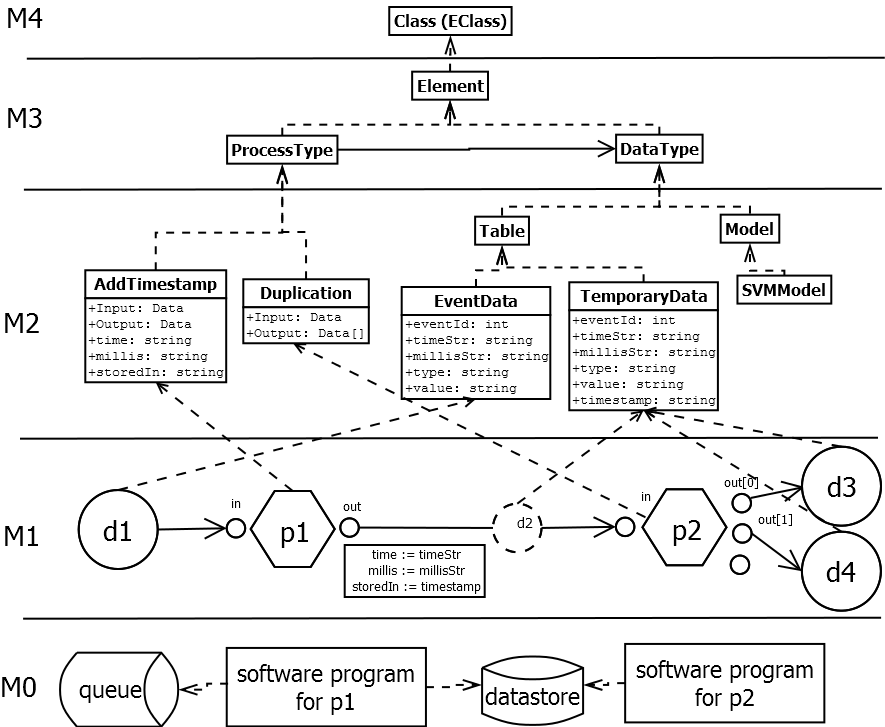 M4
Class (EClass)
Element
M3
ProcessType
DataType
Table
Model
AddTimestamp
+Input: Data
+Output: Data
+time: string
+millis: string
+storedIn: string
Duplication
+Input: Data
+Output: Data[]
EventData
+eventId: int
+timeStr: string
+millisStr: string
+type: string
+value: string
TemporaryData
+eventId: int
+timeStr: string
+millisStr: string
+type: string
+value: string
+timestamp: string
SVMModel
M2
M1
d1
in
p1
out
time := timeStr
millis := millisStr
storedIn := timestamp
d2
in
p2
out[0]
out[1]
d3
d4
M0
queue
software program
for p1
datastore
software program
for p2